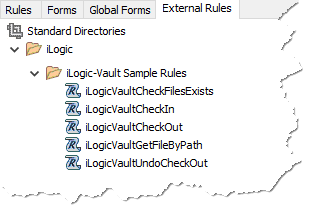 Rules Forms Global Forms External Rules
Standard Directories
iLogic
iLogic-Vault Sample Rules
iLogicVaultCheckFilesExists
iLogicVaultCheckIn
iLogicVaultCheckOut
iLogicVaultGetFileByPath
iLogicVaultUndoCheckOut